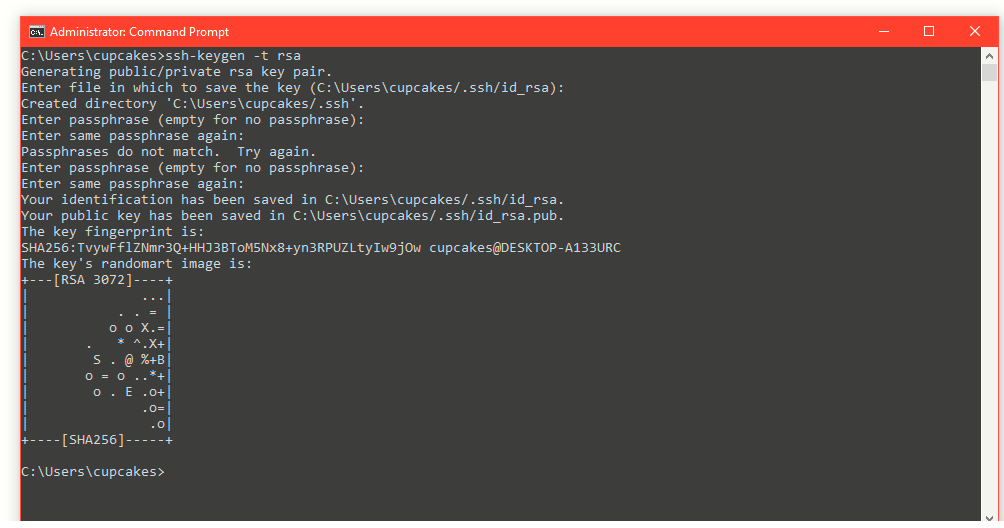 Administrator: Command Prompt
C:\Users\cupcakes>ssh-keygen -t rsa
Generating public/private rsa key pair.
Enter file in which to save the key (C:\Users\cupcakes/.ssh/id_rsa):
Created directory 'C:\Users\cupcakes/.ssh'.
Enter passphrase (empty for no passphrase):
Enter same passphrase again:
Passphrases do not match.  Try again.
Enter passphrase (empty for no passphrase):
Enter same passphrase again:
Your identification has been saved in C:\Users\cupcakes/.ssh/id_rsa.
Your public key has been saved in C:\Users\cupcakes/.ssh/id_rsa.pub.
The key fingerprint is:
SHA256:TvywFflZNmr3Q+HHJ3BToM5Nx8+yn3RPUZLtyIw9jOw cupcakes@DESKTOP-A133URC
The key's randomart image is:
+---[RSA 3072]----+
|              ...|
|           . . = |
|          o o X.=|
|       .   * ^.X+|
|        S . @ %+B|
|       o = o ..*+|
|        o . E .o+|
|              .o=|
|               .o|
+----[SHA256]-----+
C:\Users\cupcakes>